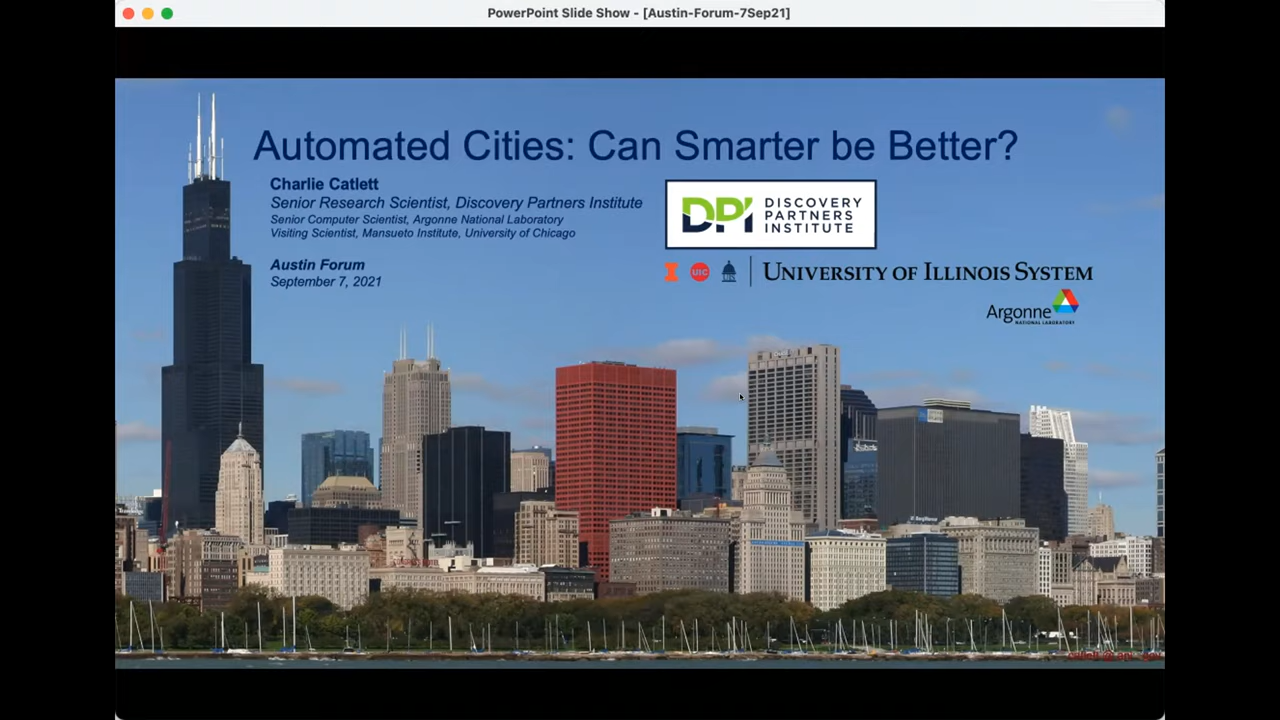 PowerPoint Slide Show - [Austin-Forum-7Sep21]
Automated Cities: Can Smarter be Better?
Charlie Catlett
Senior Research Scientist, Discovery Partners Institute
Senior Computer Scientist, Argonne National Laboratory
Visiting Scientist, Mansueto Institute, University of Chicago
Austin Forum
September 7, 2021
DPI
DISCOVERY
PARTNERS
INSTITUTE
I
UIC
UIS
UNIVERSITY OF ILLINOIS SYSTEM
Argonne
NATIONAL LABORATORY